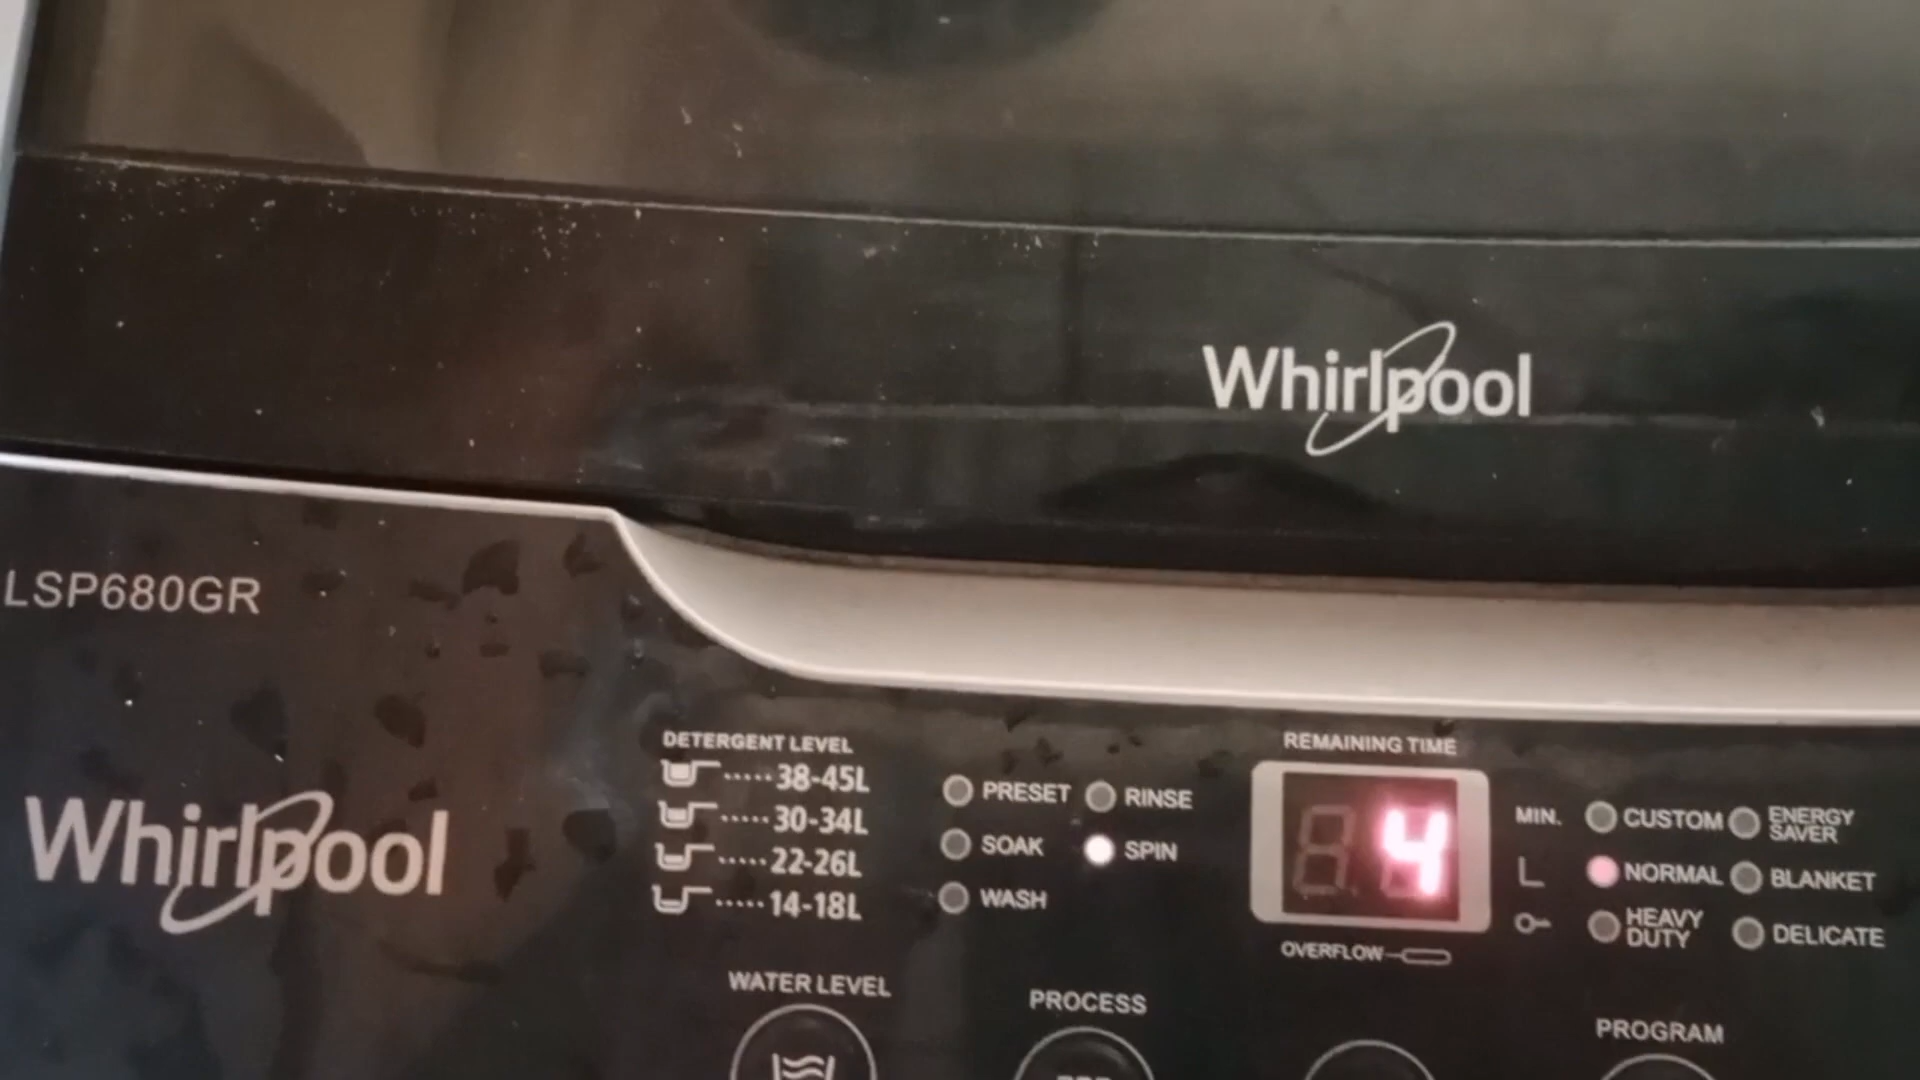 Whirlpool
LSP680GR
Whirlpool
DETERGENT LEVEL
.....38-45L
.....30-34L
.....22-26L
.....14-18L
PRESET
RINSE
SOAK
SPIN
WASH
REMAINING TIME
4
OVERFLOW
MIN.
L
CUSTOM
ENERGY
SAVER
NORMAL
BLANKET
HEAVY
DUTY
DELICATE
WATER LEVEL
PROCESS
PROGRAM